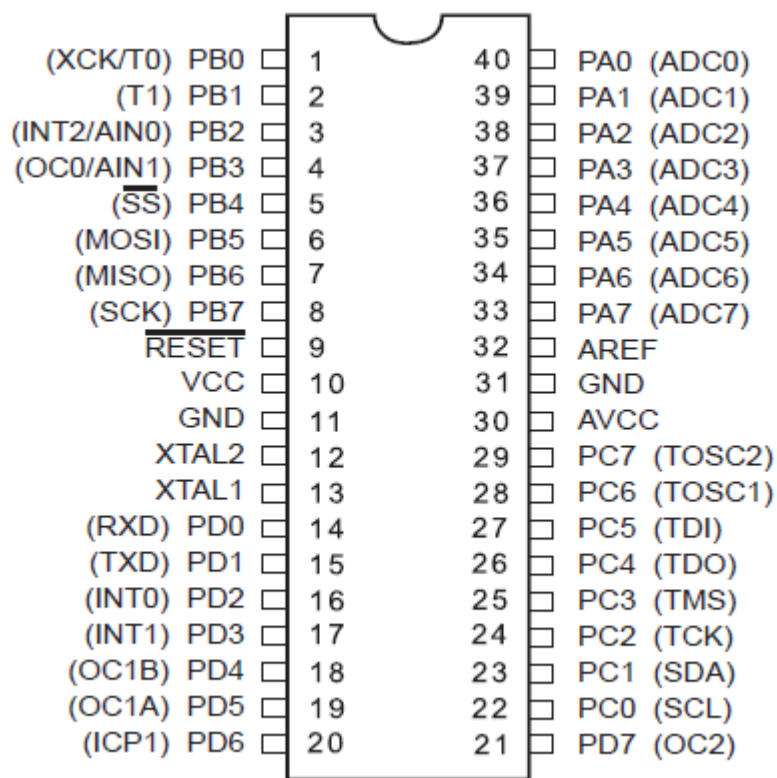 (XCK/T0) PB0 1 40 PA0 (ADC0)
(T1) PB1 2 39 PA1 (ADC1)
(INT2/AIN0) PB2 3 38 PA2 (ADC2)
(OC0/AIN1) PB3 4 37 PA3 (ADC3)
(S̅S̅) PB4 5 36 PA4 (ADC4)
(MOSI) PB5 6 35 PA5 (ADC5)
(MISO) PB6 7 34 PA6 (ADC6)
(SCK) PB7 8 33 PA7 (ADC7)
R̅E̅S̅E̅T̅ 9 32 AREF
VCC 10 31 GND
GND 11 30 AVCC
XTAL2 12 29 PC7 (TOSC2)
XTAL1 13 28 PC6 (TOSC1)
(RXD) PD0 14 27 PC5 (TDI)
(TXD) PD1 15 26 PC4 (TDO)
(INT0) PD2 16 25 PC3 (TMS)
(INT1) PD3 17 24 PC2 (TCK)
(OC1B) PD4 18 23 PC1 (SDA)
(OC1A) PD5 19 22 PC0 (SCL)
(ICP1) PD6 20 21 PD7 (OC2)